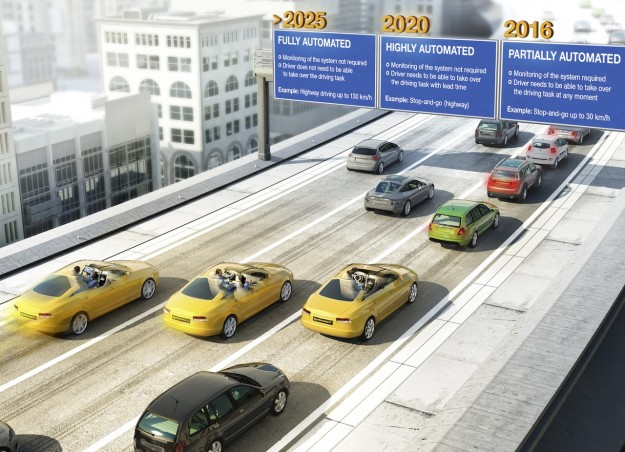 > 2025
FULLY AUTOMATED
Monitoring of the system not required
Driver does not need to be able
to take over the driving task
Example: Highway driving up to 130 km/h
2020
HIGHLY AUTOMATED
Monitoring of the system not required
Driver needs to be able to take over
the driving task with lead time
Example: Stop-and-go (highway)
2016
PARTIALLY AUTOMATED
Monitoring of the system required
Driver needs to be able to take over
the driving task at any moment
Example: Stop-and-go up to 30 km/h